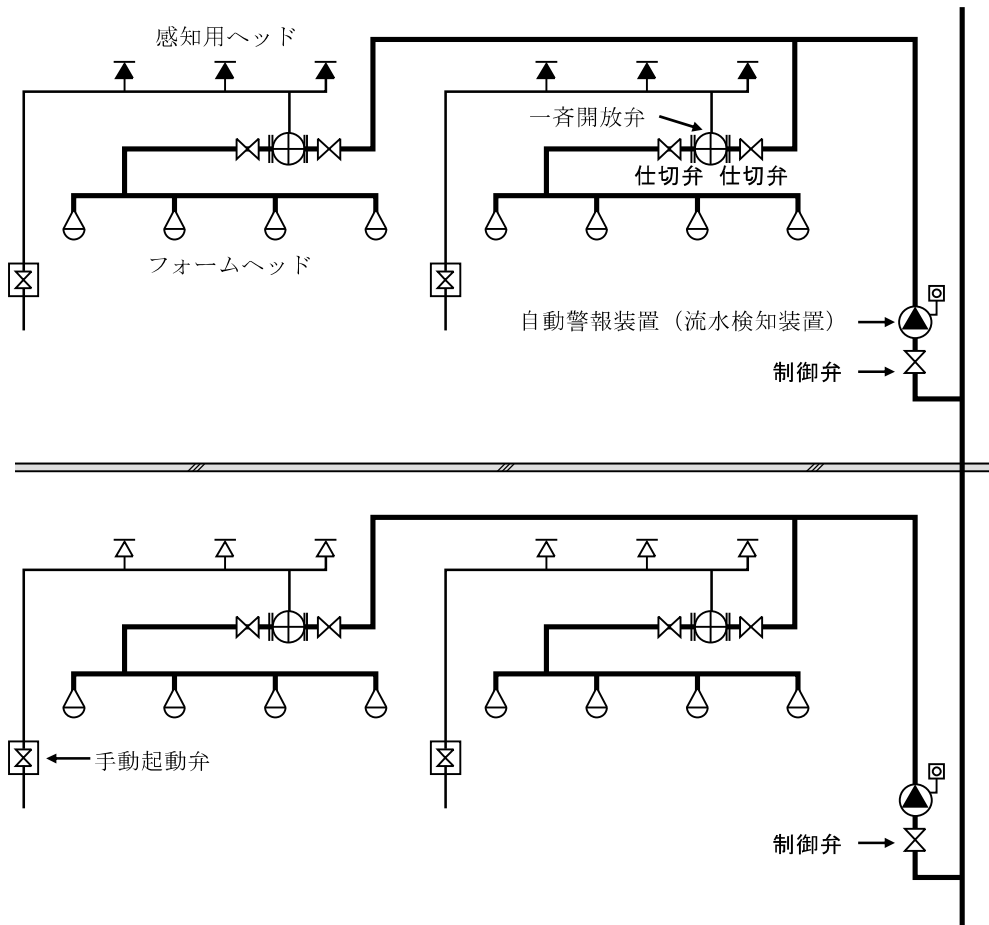 感知用ヘッド
一斉開放弁
仕切弁
仕切弁
フォームヘッド
自動警報装置（流水検知装置）
制御弁
手動起動弁
制御弁